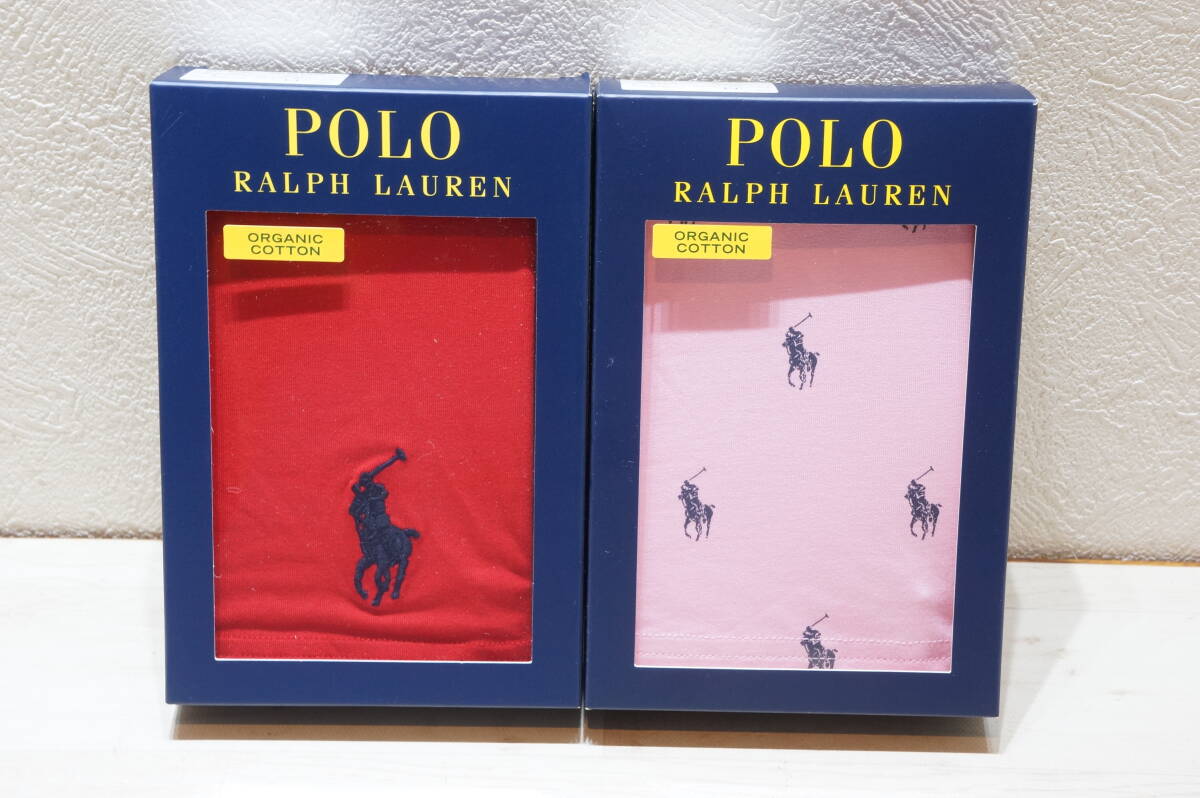 POLO
RALPH LAUREN
ORGANIC
COTTON
POLO
RALPH LAUREN
ORGANIC
COTTON